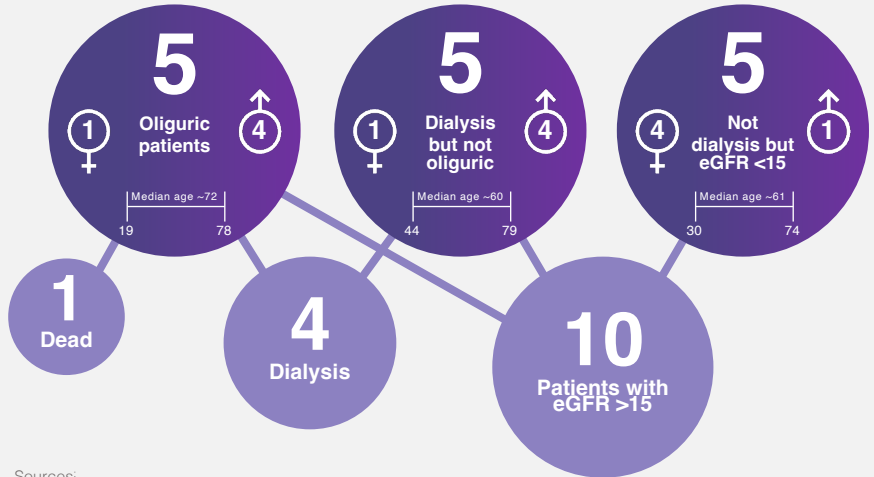 5
Oliguric
patients
1
4
Median age ~72
19
78
5
Dialysis
but not
oliguric
1
4
Median age ~60
44
79
5
Not
dialysis but
eGFR <15
4
1
Median age ~61
30
74
1
Dead
4
Dialysis
10
Patients with
eGFR >15
Sources: